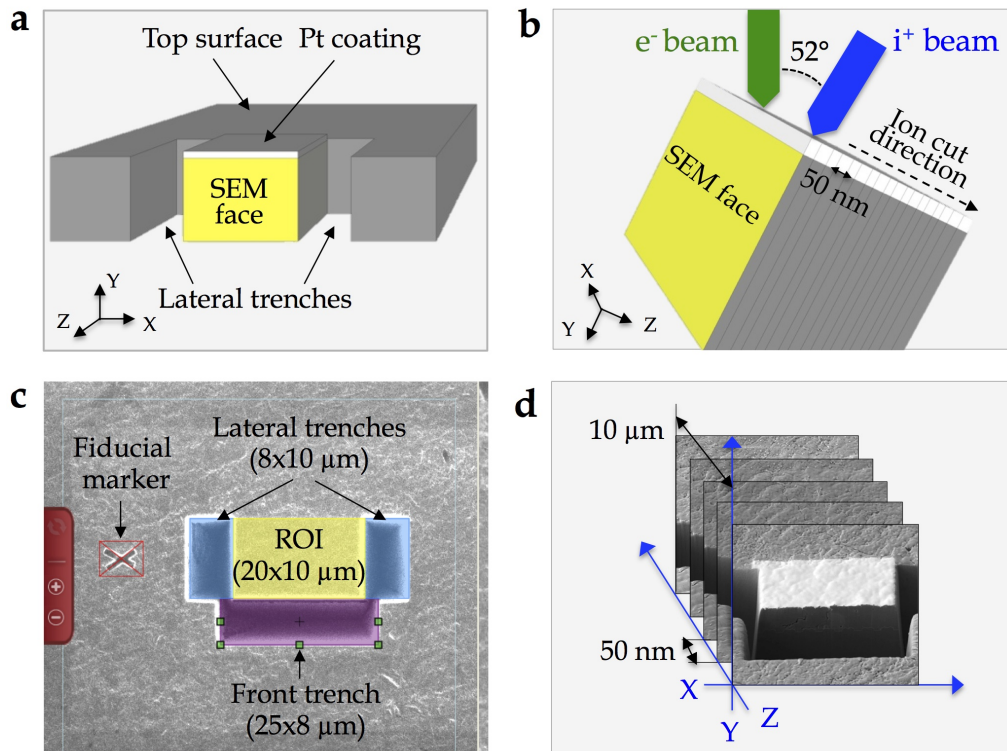 a
Top surface
Pt coating
SEM
face
Lateral trenches
Y
Z
X
b
e- beam
52°
i+ beam
Ion cut
direction
SEM face
50 nm
X
Y
Z
c
Fiducial
marker
Lateral trenches
(8x10 µm)
ROI
(20x10 µm)
Front trench
(25x8 µm)
d
10 µm
50 nm
X
Y
Z